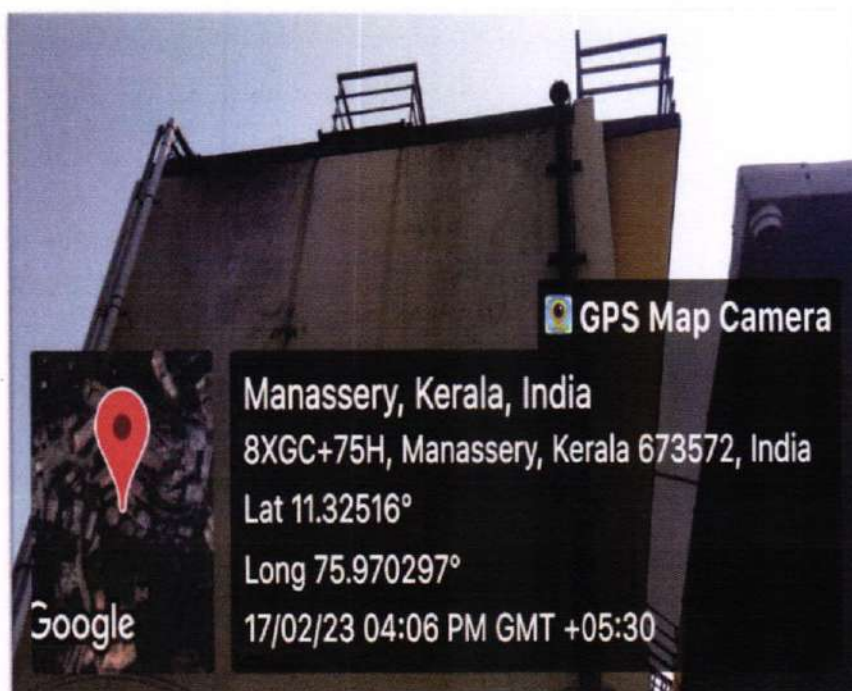 GPS Map Camera
Manassery, Kerala, India
8XGC+75H, Manassery, Kerala 673572, India
Lat 11.32516°
Long 75.970297°
17/02/23 04:06 PM GMT +05:30
Google